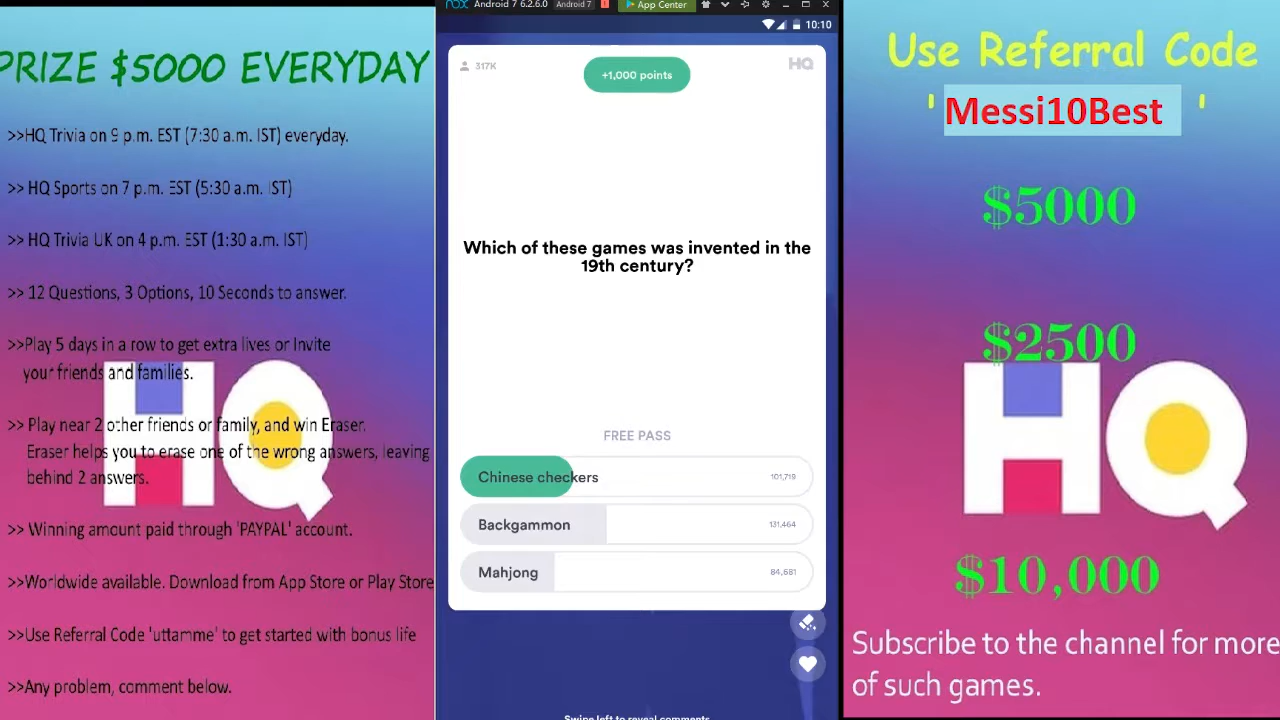 PRIZE $5000 EVERYDAY
>>HQ Trivia on 9 p.m. EST (7:30 a.m. IST) everyday.
>> HQ Sports on 7 p.m. EST (5:30 a.m. IST)
>> HQ Trivia UK on 4 p.m. EST (1:30 a.m. IST)
>> 12 Questions, 3 Options, 10 Seconds to answer.
>>Play 5 days in a row to get extra lives or Invite
your friends and families.
>> Play near 2 other friends or family, and win Eraser.
Eraser helps you to erase one of the wrong answers, leaving
behind 2 answers.
>> Winning amount paid through 'PAYPAL' account.
>>Worldwide available. Download from App Store or Play Store
>>Use Referral Code 'uttamme' to get started with bonus life
>>Any problem, comment below.
HQ
nox Android 7 6.2.6.0 Android 7 App Center
10:10
317K
+1,000 points
HQ
Which of these games was invented in the
19th century?
FREE PASS
Chinese checkers 101,719
Backgammon 131,464
Mahjong 84,681
Swipe left to reveal comments
Use Referral Code
' Messi10Best '
$5000
$2500
HQ
$10,000
Subscribe to the channel for more
of such games.